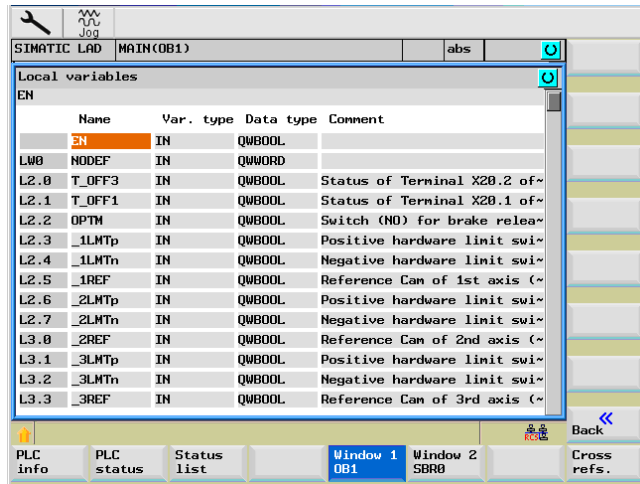 Jog
SIMATIC LAD MAIN(OB1) abs
Local variables
EN
Name Var. type Data type Comment
EN IN QWBOOL
LW0 NODEF IN QWWORD
L2.0 T_OFF3 IN QWBOOL Status of Terminal X20.2 of~
L2.1 T_OFF1 IN QWBOOL Status of Terminal X20.1 of~
L2.2 OPTM IN QWBOOL Switch (NO) for brake relea~
L2.3 _1LMTp IN QWBOOL Positive hardware limit swi~
L2.4 _1LMTn IN QWBOOL Negative hardware limit swi~
L2.5 _1REF IN QWBOOL Reference Cam of 1st axis (~
L2.6 _2LMTp IN QWBOOL Positive hardware limit swi~
L2.7 _2LMTn IN QWBOOL Negative hardware limit swi~
L3.0 _2REF IN QWBOOL Reference Cam of 2nd axis (~
L3.1 _3LMTp IN QWBOOL Positive hardware limit swi~
L3.2 _3LMTn IN QWBOOL Negative hardware limit swi~
L3.3 _3REF IN QWBOOL Reference Cam of 3rd axis (~
RCS
Back
PLC info
PLC status
Status list
Window 1 OB1
Window 2 SBR0
Cross refs.